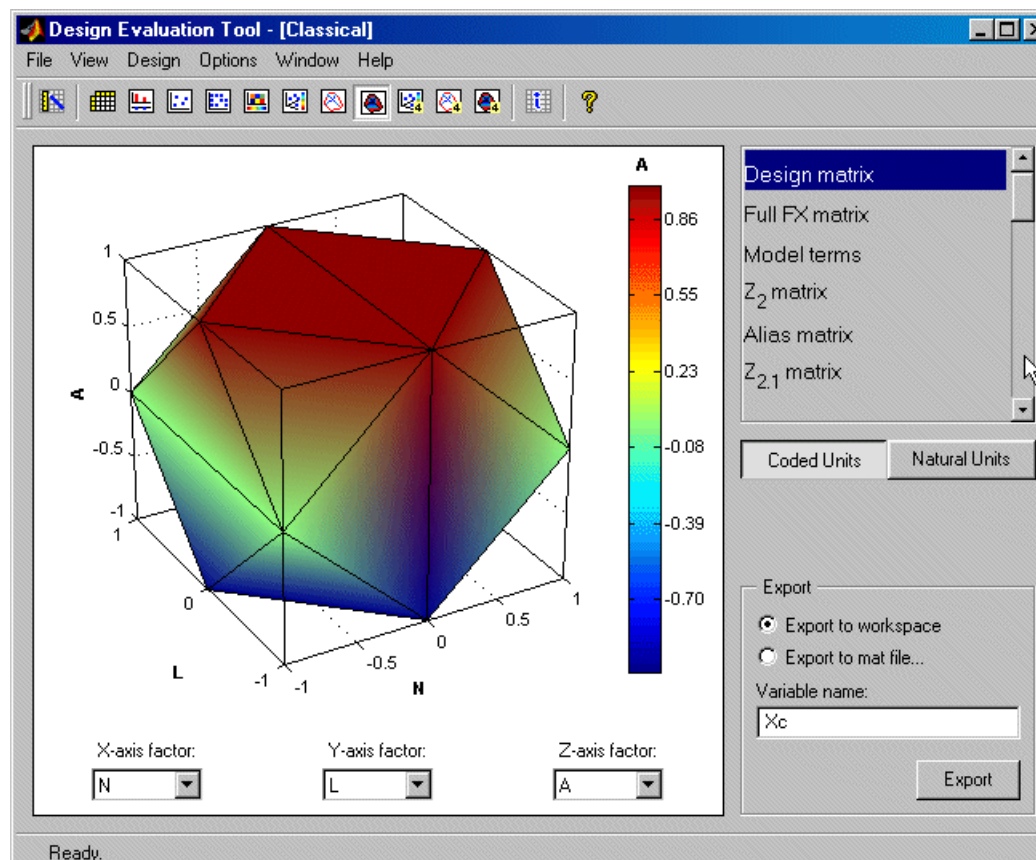 Design Evaluation Tool - [Classical]
File View Design Options Window Help
A
1
0.5
0
-0.5
-1
A
1
0
-1
L
-1
-0.5
0
0.5
1
N
0.86
0.55
0.23
-0.08
-0.39
-0.70
X-axis factor: Y-axis factor: Z-axis factor:
N L A
Design matrix
Full FX matrix
Model terms
Z2 matrix
Alias matrix
Z2.1 matrix
Coded Units Natural Units
Export
Export to workspace
Export to mat file...
Variable name:
Xc
Export
Ready.